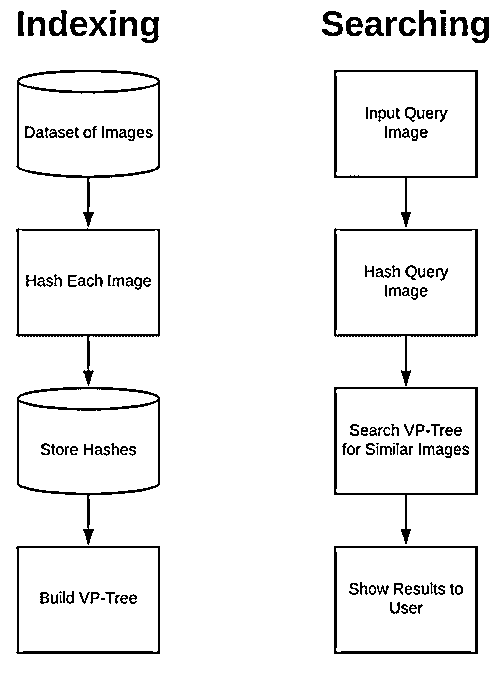 Indexing
Dataset of Images
Hash Each Image
Store Hashes
Build VP-Tree
Searching
Input Query
Image
Hash Query
Image
Search VP-Tree
for Similar Images
Show Results to
User